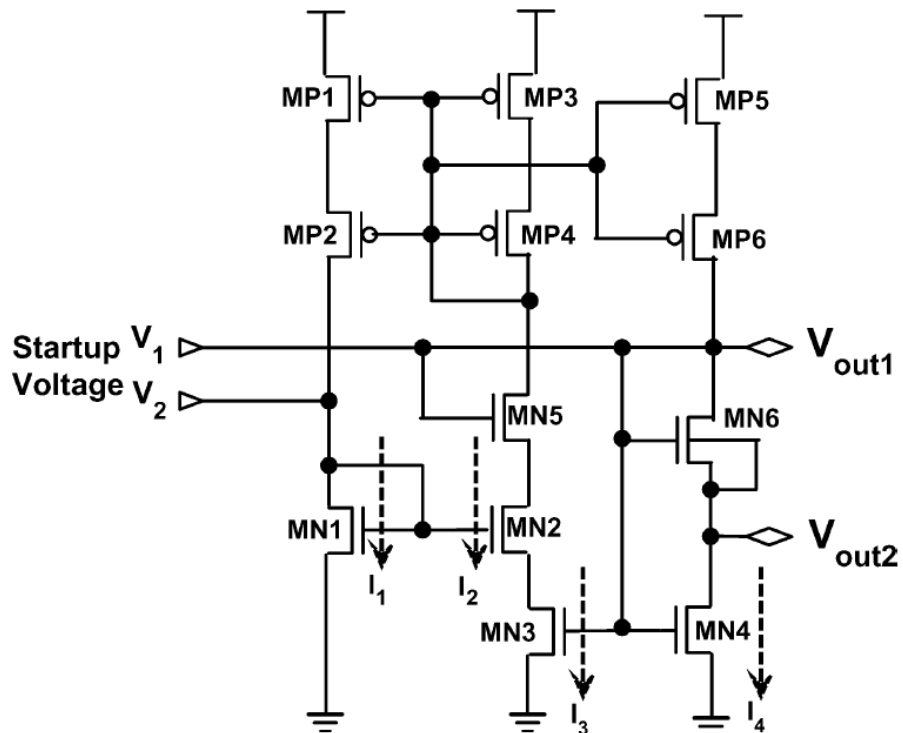 MP1
MP3
MP5
MP2
MP4
MP6
Startup V1
Voltage V2
Vout1
MN5
MN6
MN1
MN2
Vout2
I1
I2
MN3
MN4
I3
I4